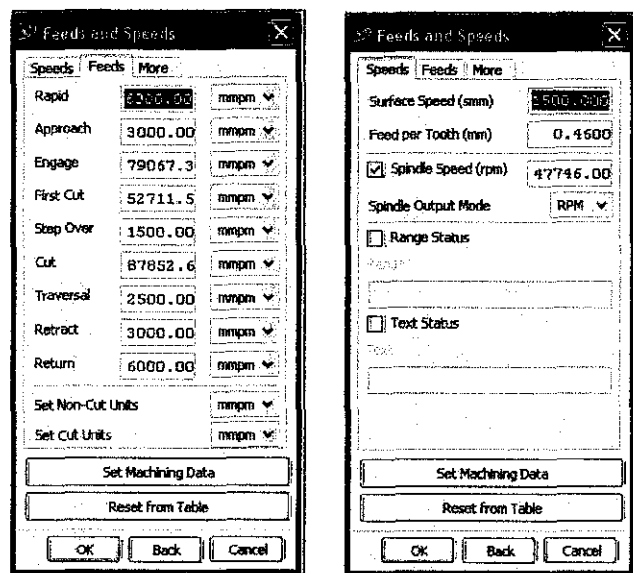 Feeds and Speeds
Speeds Feeds More
Rapid mmpm
Approach 3000.00 mmpm
Engage 79067.3 mmpm
First Cut 52711.5 mmpm
Step Over 1500.00 mmpm
Cut 87852.6 mmpm
Traversal 2500.00 mmpm
Retract 3000.00 mmpm
Return 6000.00 mmpm
Set Non-Cut Units mmpm
Set Cut Units mmpm
Set Machining Data
Reset from Table
OK Back Cancel
Feeds and Speeds
Speeds Feeds More
Surface Speed (smm)
Feed per Tooth (mm) 0.4600
Spindle Speed (rpm) 47746.00
Spindle Output Mode RPM
Range Status
Range
Text Status
Text
Set Machining Data
Reset from Table
OK Back Cancel